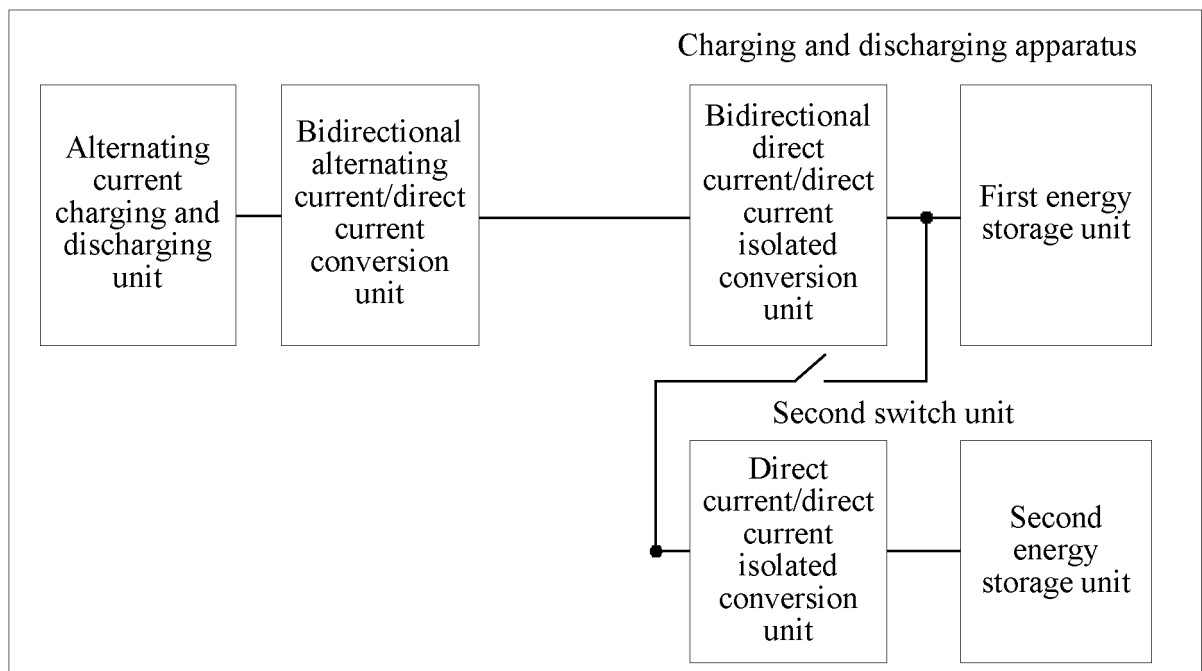 Charging and discharging apparatus
Alternating
current
charging and
discharging
unit
Bidirectional
alternating
current/direct
current
conversion
unit
Bidirectional
direct
current/direct
current
isolated
conversion
unit
First energy
storage unit
Second switch unit
Direct
current/direct
current
isolated
conversion
unit
Second
energy
storage unit